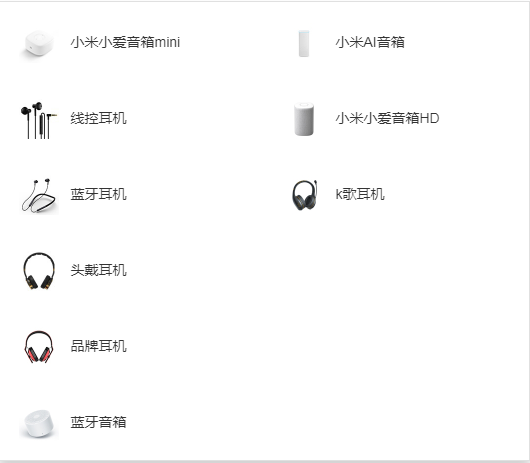 小米小爱音箱mini
线控耳机
蓝牙耳机
头戴耳机
品牌耳机
蓝牙音箱
小米AI音箱
小米小爱音箱HD
k歌耳机